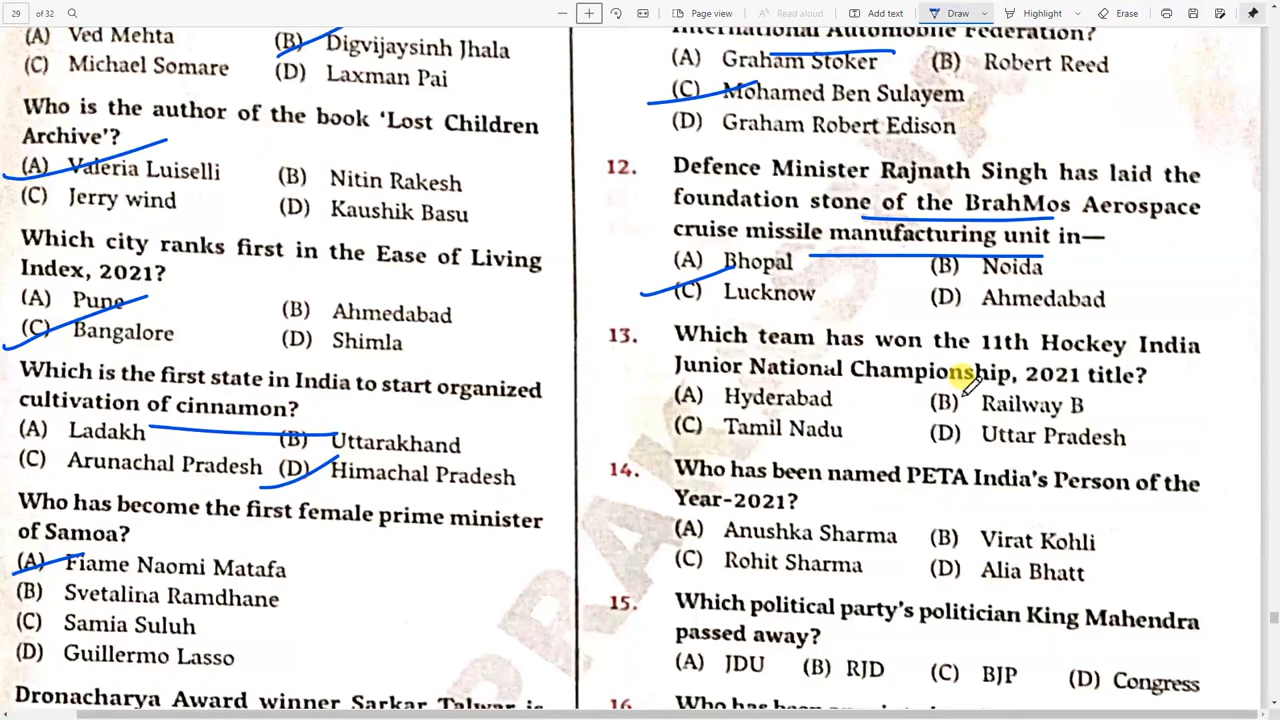 29 of 32
Page view
Read aloud
Add text
Draw
Highlight
Erase
(A) Ved Mehta (B) Digvijaysinh Jhala
(C) Michael Somare (D) Laxman Pai
Who is the author of the book ‘Lost Children
Archive’?
(A) Valeria Luiselli (B) Nitin Rakesh
(C) Jerry wind (D) Kaushik Basu
Which city ranks first in the Ease of Living
Index, 2021?
(A) Pune (B) Ahmedabad
(C) Bangalore (D) Shimla
Which is the first state in India to start organized
cultivation of cinnamon?
(A) Ladakh (B) Uttarakhand
(C) Arunachal Pradesh (D) Himachal Pradesh
Who has become the first female prime minister
of Samoa?
(A) Fiame Naomi Matafa
(B) Svetalina Ramdhane
(C) Samia Suluh
(D) Guillermo Lasso
Dronacharya Award winner Sarkar Talwar is
International Automobile Federation?
(A) Graham Stoker (B) Robert Reed
(C) Mohamed Ben Sulayem
(D) Graham Robert Edison
12. Defence Minister Rajnath Singh has laid the
foundation stone of the BrahMos Aerospace
cruise missile manufacturing unit in—
(A) Bhopal (B) Noida
(C) Lucknow (D) Ahmedabad
13. Which team has won the 11th Hockey India
Junior National Championship, 2021 title?
(A) Hyderabad (B) Railway B
(C) Tamil Nadu (D) Uttar Pradesh
14. Who has been named PETA India’s Person of the
Year-2021?
(A) Anushka Sharma (B) Virat Kohli
(C) Rohit Sharma (D) Alia Bhatt
15. Which political party’s politician King Mahendra
passed away?
(A) JDU (B) RJD (C) BJP (D) Congress
16. Who has been